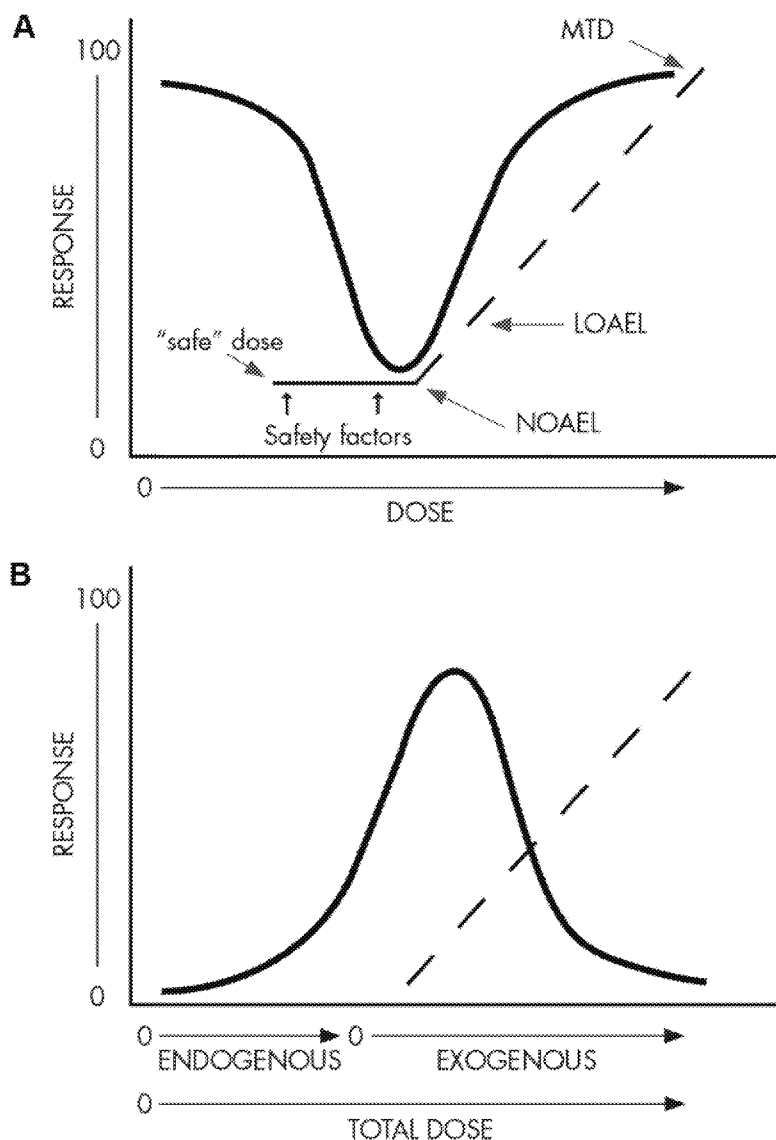 A
100
MTD
RESPONSE
LOAEL
"safe" dose
NOAEL
Safety factors
0
0
DOSE
B
100
RESPONSE
0
0 0
ENDOGENOUS EXOGENOUS
0
TOTAL DOSE